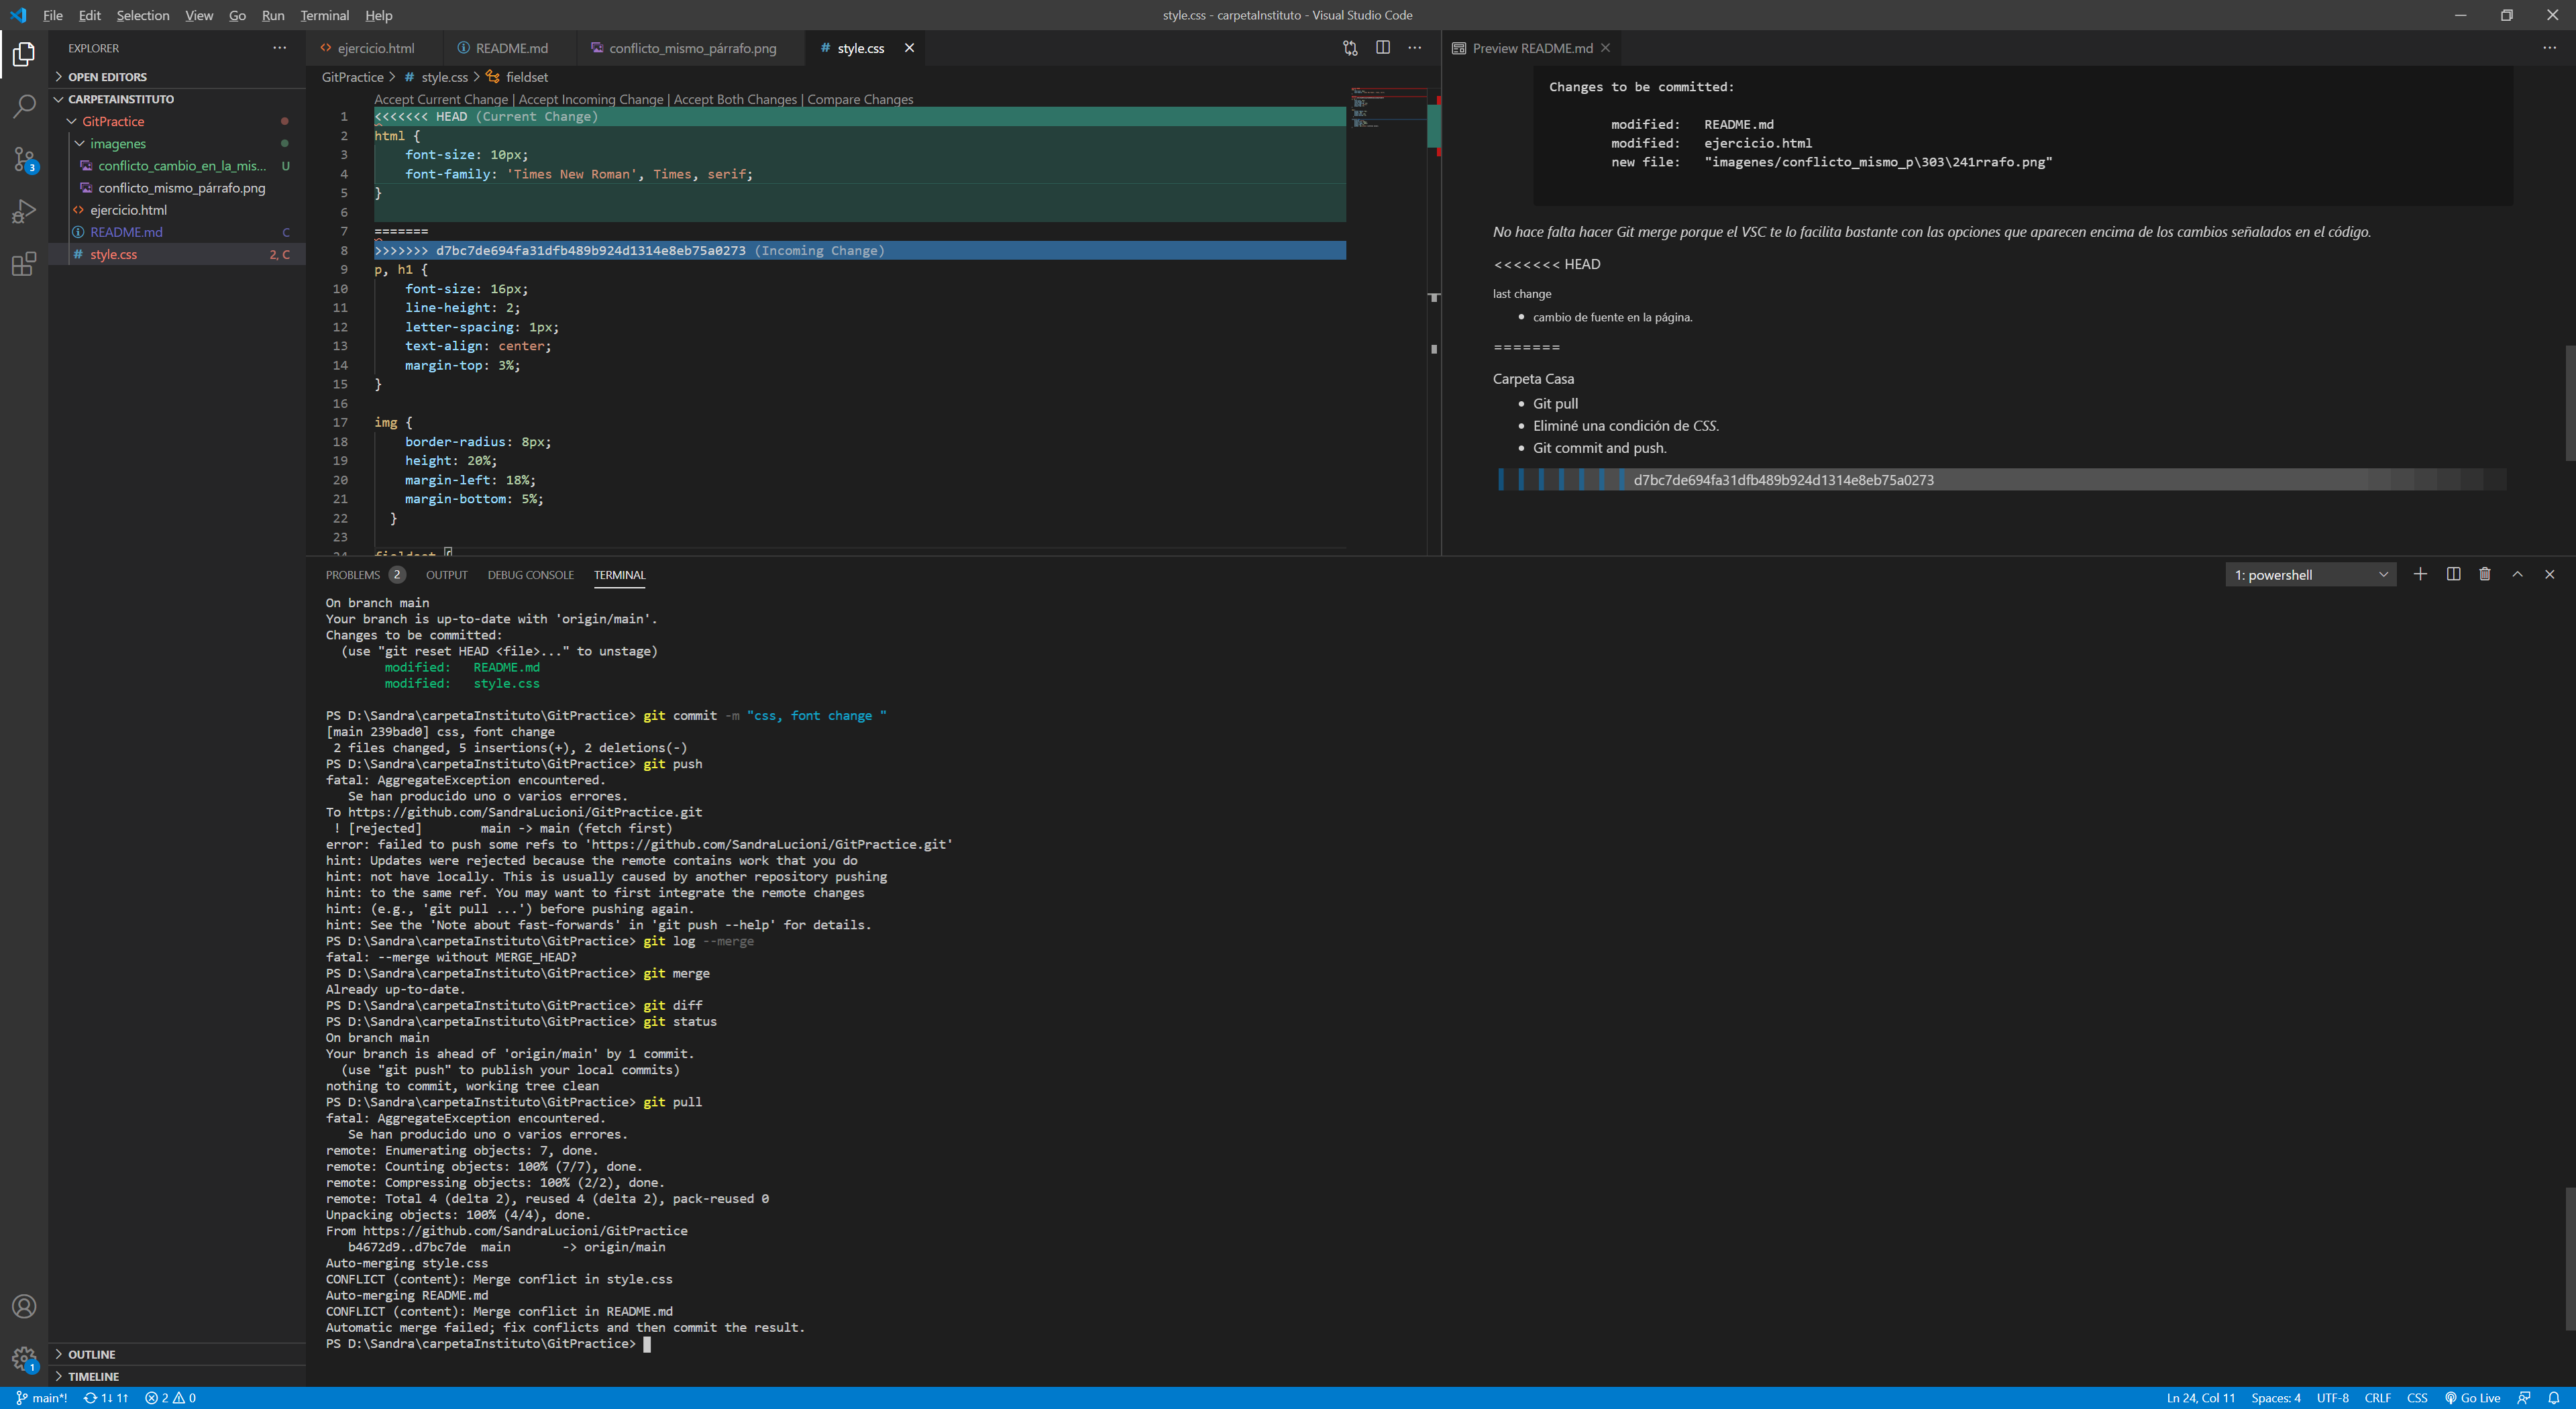 File Edit Selection View Go Run Terminal Help
style.css - carpetaInstituto - Visual Studio Code
EXPLORER
OPEN EDITORS
CARPETAINSTITUTO
GitPractice
imagenes
conflicto_cambio_en_la_mis... U
conflicto_mismo_párrafo.png
ejercicio.html
README.md C
style.css 2, C
OUTLINE
TIMELINE
3
1
ejercicio.html README.md conflicto_mismo_párrafo.png style.css
GitPractice > # style.css > fieldset
Accept Current Change | Accept Incoming Change | Accept Both Changes | Compare Changes
1 <<<<<<< HEAD (Current Change)
2 html {
3 font-size: 10px;
4 font-family: 'Times New Roman', Times, serif;
5 }
6
7 =======
8 >>>>>>> d7bc7de694fa31dfb489b924d1314e8eb75a0273 (Incoming Change)
9 p, h1 {
10 font-size: 16px;
11 line-height: 2;
12 letter-spacing: 1px;
13 text-align: center;
14 margin-top: 3%;
15 }
16
17 img {
18 border-radius: 8px;
19 height: 20%;
20 margin-left: 18%;
21 margin-bottom: 5%;
22 }
23
24 fieldset {
Preview README.md
Changes to be committed:
modified: README.md
modified: ejercicio.html
new file: "imagenes/conflicto_mismo_p\303\241rrafo.png"
No hace falta hacer Git merge porque el VSC te lo facilita bastante con las opciones que aparecen encima de los cambios señalados en el código.
<<<<<<< HEAD
last change
• cambio de fuente en la página.
=======
Carpeta Casa
• Git pull
• Eliminé una condición de CSS.
• Git commit and push.
d7bc7de694fa31dfb489b924d1314e8eb75a0273
PROBLEMS 2 OUTPUT DEBUG CONSOLE TERMINAL
1: powershell
On branch main
Your branch is up-to-date with 'origin/main'.
Changes to be committed:
(use "git reset HEAD <file>..." to unstage)
modified: README.md
modified: style.css
PS D:\Sandra\carpetaInstituto\GitPractice> git commit -m "css, font change "
[main 239bad0] css, font change
2 files changed, 5 insertions(+), 2 deletions(-)
PS D:\Sandra\carpetaInstituto\GitPractice> git push
fatal: AggregateException encountered.
Se han producido uno o varios errores.
To https://github.com/SandraLucioni/GitPractice.git
! [rejected] main -> main (fetch first)
error: failed to push some refs to 'https://github.com/SandraLucioni/GitPractice.git'
hint: Updates were rejected because the remote contains work that you do
hint: not have locally. This is usually caused by another repository pushing
hint: to the same ref. You may want to first integrate the remote changes
hint: (e.g., 'git pull ...') before pushing again.
hint: See the 'Note about fast-forwards' in 'git push --help' for details.
PS D:\Sandra\carpetaInstituto\GitPractice> git log --merge
fatal: --merge without MERGE_HEAD?
PS D:\Sandra\carpetaInstituto\GitPractice> git merge
Already up-to-date.
PS D:\Sandra\carpetaInstituto\GitPractice> git diff
PS D:\Sandra\carpetaInstituto\GitPractice> git status
On branch main
Your branch is ahead of 'origin/main' by 1 commit.
(use "git push" to publish your local commits)
nothing to commit, working tree clean
PS D:\Sandra\carpetaInstituto\GitPractice> git pull
fatal: AggregateException encountered.
Se han producido uno o varios errores.
remote: Enumerating objects: 7, done.
remote: Counting objects: 100% (7/7), done.
remote: Compressing objects: 100% (2/2), done.
remote: Total 4 (delta 2), reused 4 (delta 2), pack-reused 0
Unpacking objects: 100% (4/4), done.
From https://github.com/SandraLucioni/GitPractice
b4672d9..d7bc7de main -> origin/main
Auto-merging style.css
CONFLICT (content): Merge conflict in style.css
Auto-merging README.md
CONFLICT (content): Merge conflict in README.md
Automatic merge failed; fix conflicts and then commit the result.
PS D:\Sandra\carpetaInstituto\GitPractice>
main*! 1↓ 1↑ 2 0
Ln 24, Col 11 Spaces: 4 UTF-8 CRLF CSS Go Live